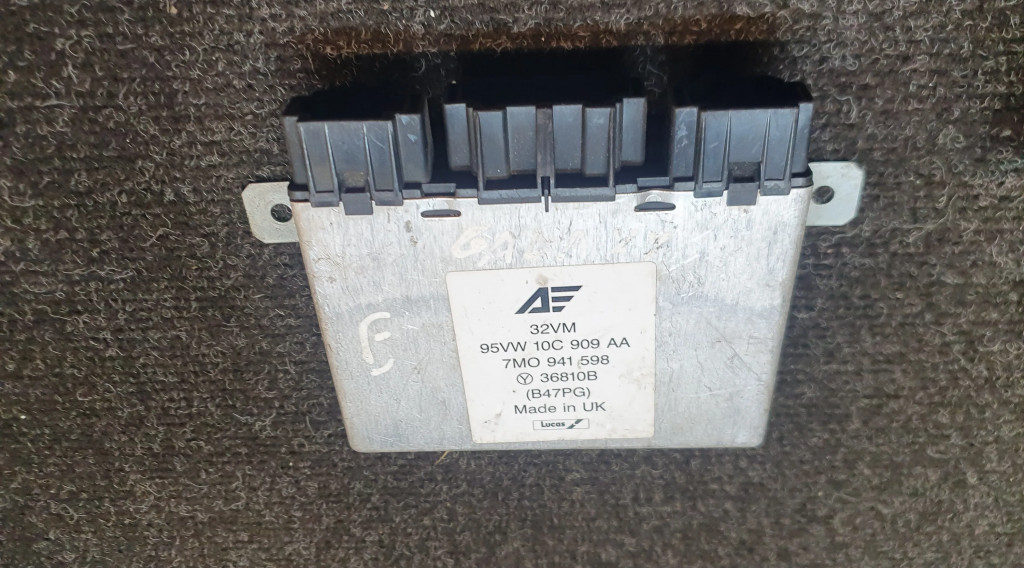 AE
32VM
95VW 10C 909 AA
7MO 941 598
Y 36810B
(B47PG)
Made in UK
Lucas